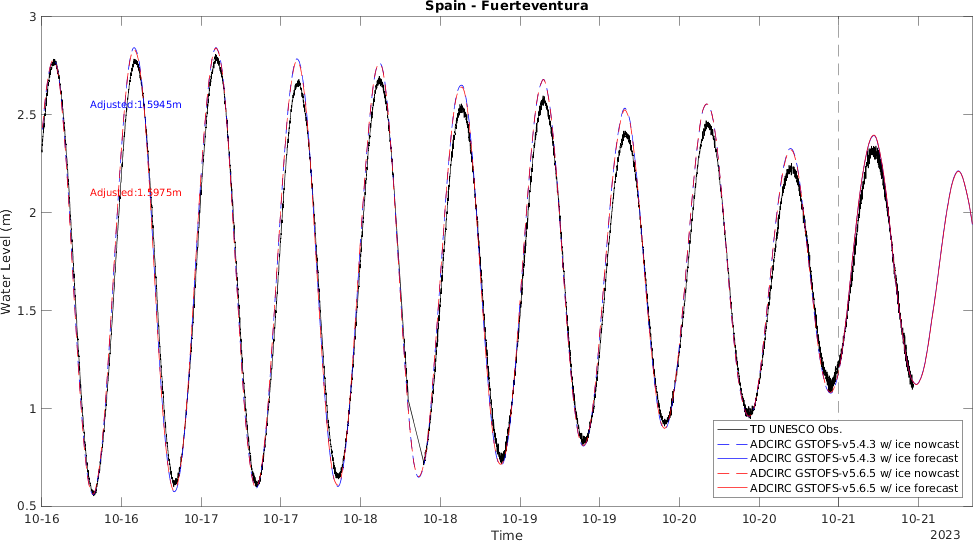 Spain - Fuerteventura
3
2.5
2
1.5
1
0.5
Water Level (m)
Adjusted:1.5945m
Adjusted:1.5975m
TD UNESCO Obs.
ADCIRC GSTOFS-v5.4.3 w/ ice nowcast
ADCIRC GSTOFS-v5.4.3 w/ ice forecast
ADCIRC GSTOFS-v5.6.5 w/ ice nowcast
ADCIRC GSTOFS-v5.6.5 w/ ice forecast
10-16 10-16 10-17 10-17 10-18 10-18 10-19 10-19 10-20 10-20 10-21 10-21
Time
2023